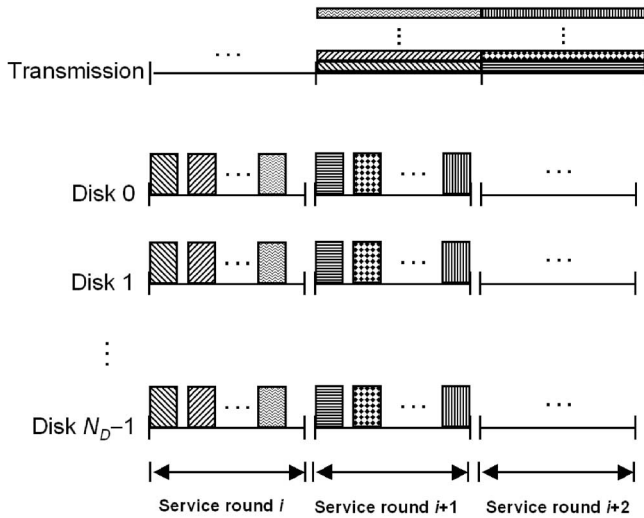 Transmission
Disk 0
Disk 1
Disk N_D–1
Service round i
Service round i+1
Service round i+2